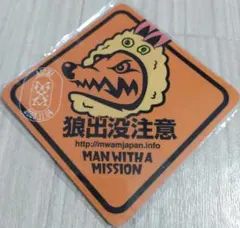 狼出没注意
http://mwamjapan.info
MAN WITH A
MISSION